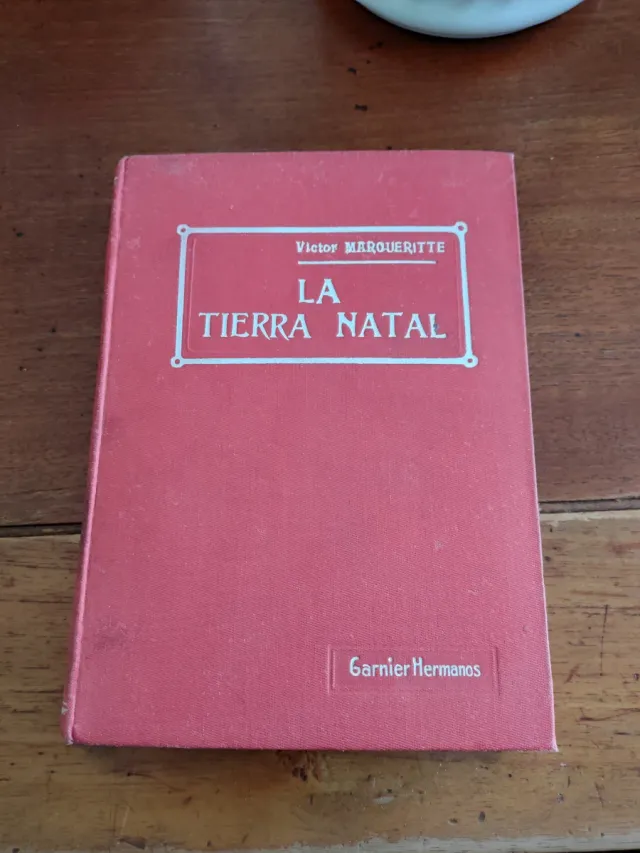 Victor MARGUERITTE
LA
TIERRA NATAL
Garnier Hermanos